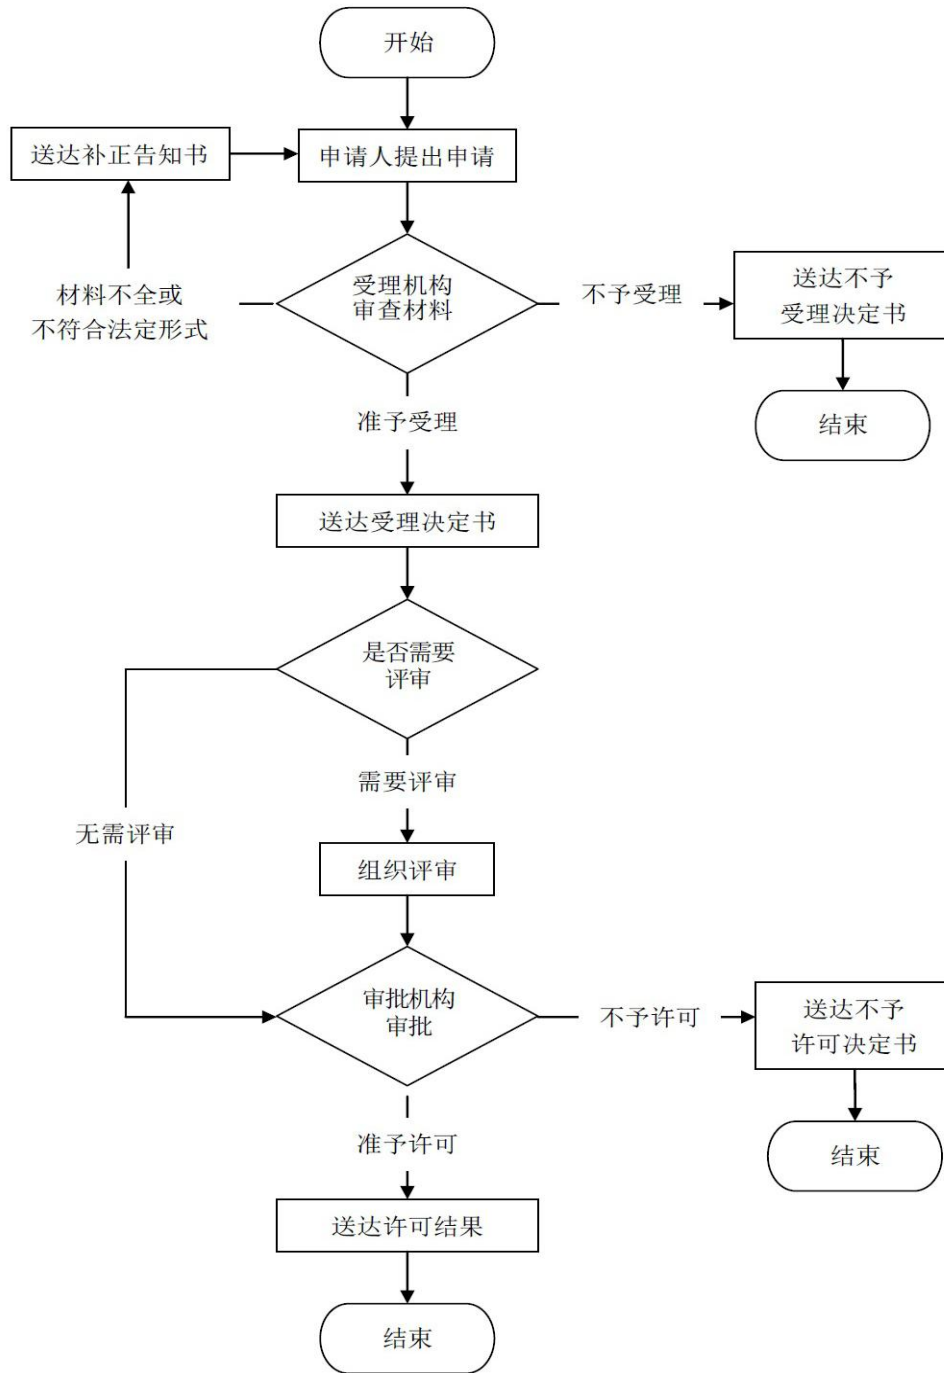 开始
送达补正告知书
申请人提出申请
材料不全或
不符合法定形式
受理机构
审查材料
不予受理
送达不予
受理决定书
结束
准予受理
送达受理决定书
是否需要
评审
需要评审
无需评审
组织评审
审批机构
审批
不予许可
送达不予
许可决定书
结束
准予许可
送达许可结果
结束